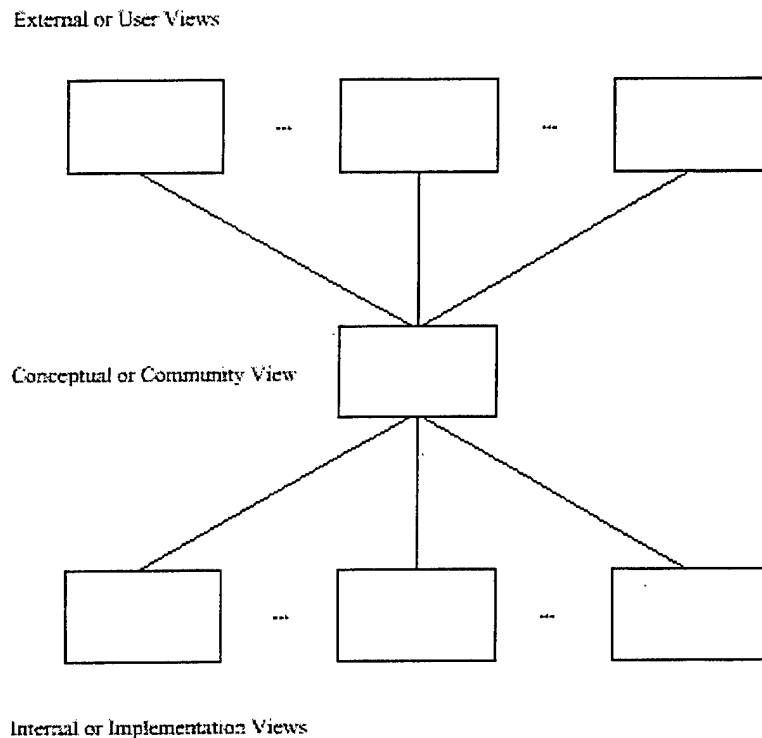 External or User Views
... ...
Conceptual or Community View
... ...
Internal or Implementation Views